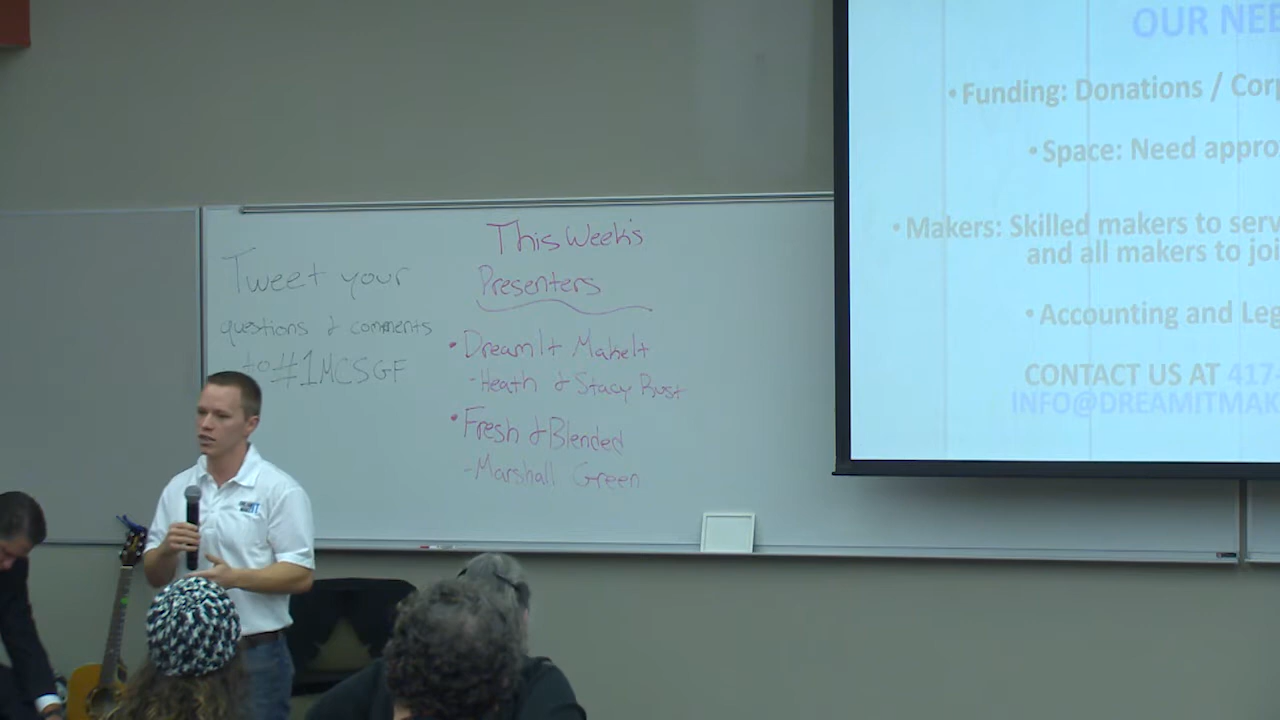 Tweet your
questions & comments
to #1MCSGF
This Week's
Presenters
• DreamIt MakeIt
- Heath & Stacy Bust
• Fresh & Blended
- Marshall Green
OUR NEE
• Funding: Donations / Corp
• Space: Need appro
• Makers: Skilled makers to serv
and all makers to joi
• Accounting and Leg
CONTACT US AT 417-
INFO@DREAMITMAK